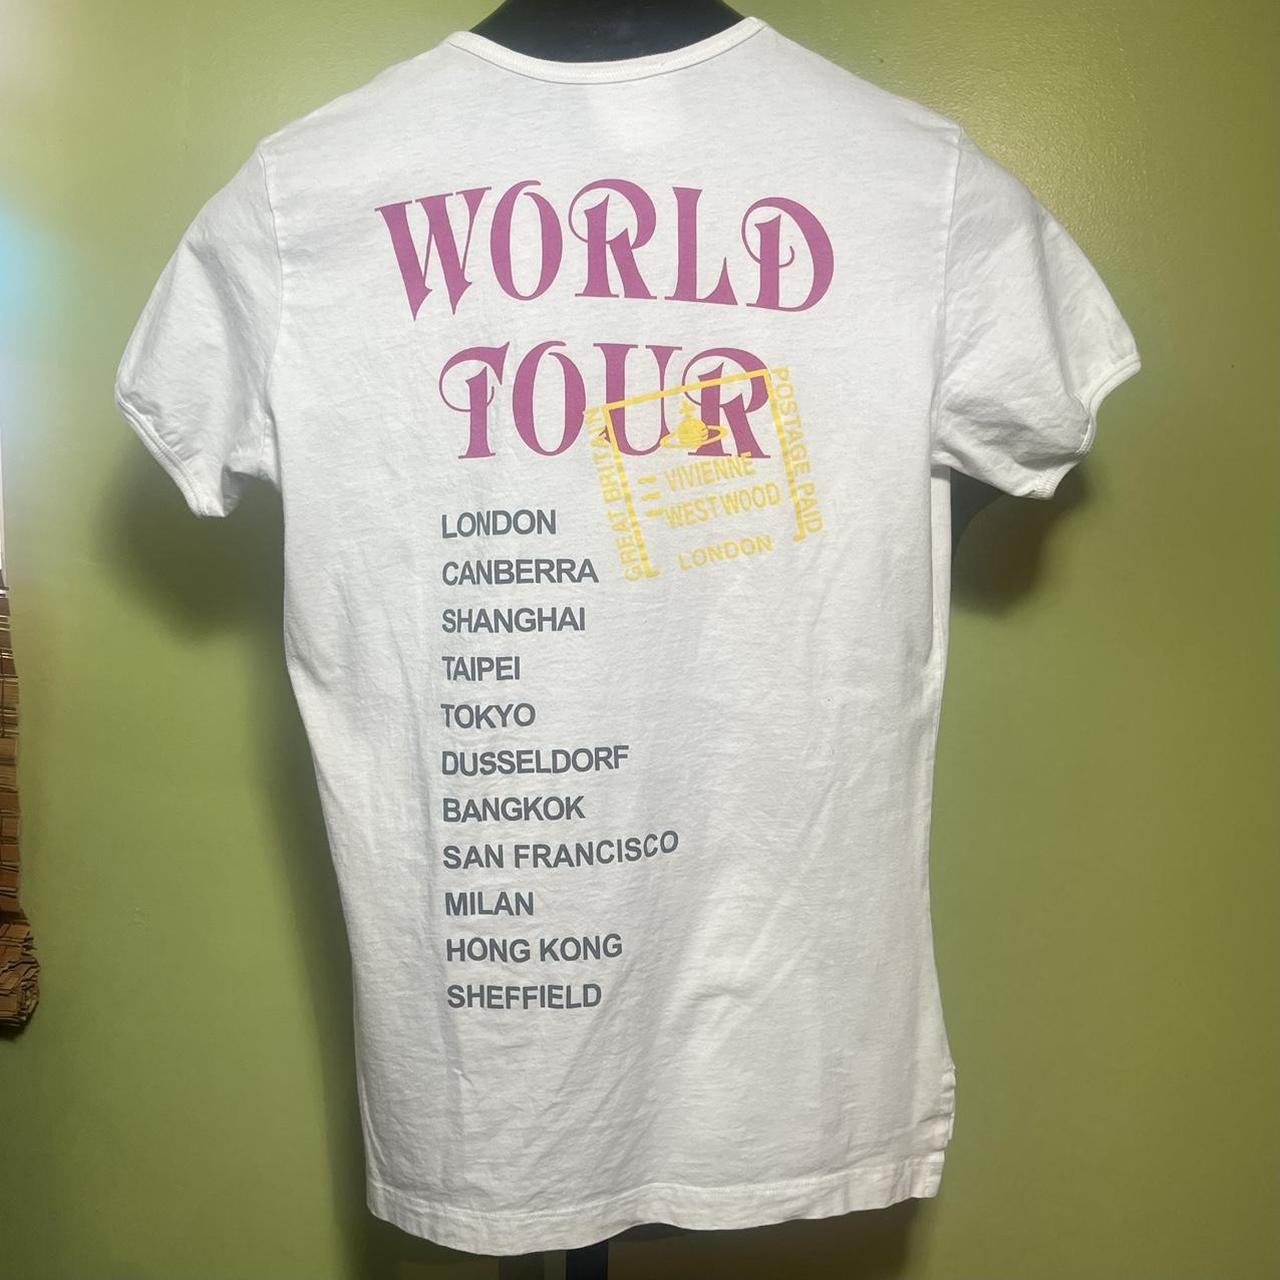 WORLD
TOUR
GREAT BRITAIN
POSTAGE PAID
VIVIENNE
WESTWOOD
LONDON
LONDON
CANBERRA
SHANGHAI
TAIPEI
TOKYO
DUSSELDORF
BANGKOK
SAN FRANCISCO
MILAN
HONG KONG
SHEFFIELD